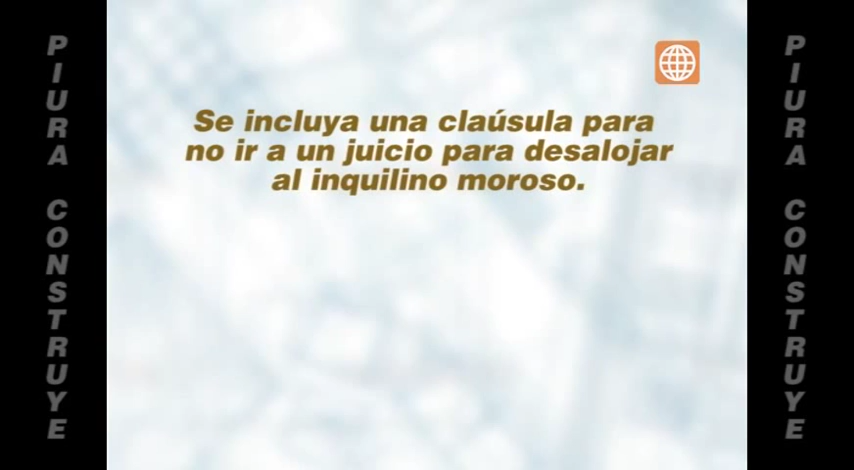 PIURA CONSTRUYE
Se incluya una claúsula para
no ir a un juicio para desalojar
al inquilino moroso.
PIURA CONSTRUYE